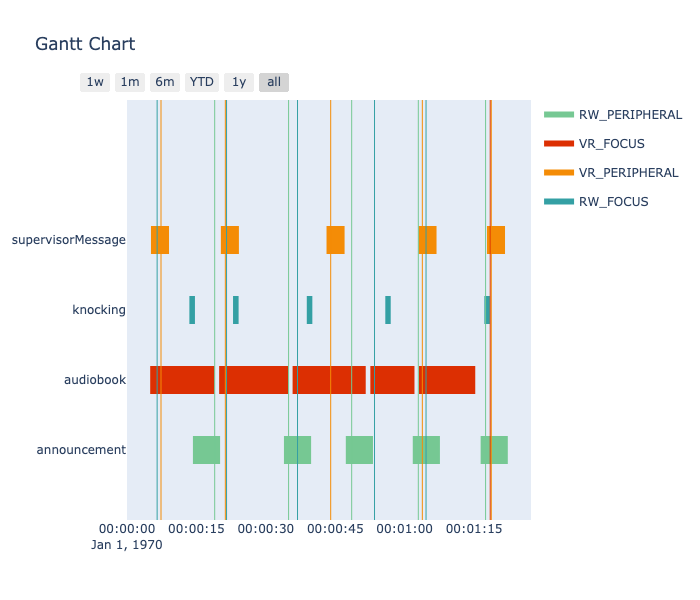 Gantt Chart
1w 1m 6m YTD 1y all
RW_PERIPHERAL
VR_FOCUS
VR_PERIPHERAL
RW_FOCUS
supervisorMessage
knocking
audiobook
announcement
00:00:00 00:00:15 00:00:30 00:00:45 00:01:00 00:01:15
Jan 1, 1970